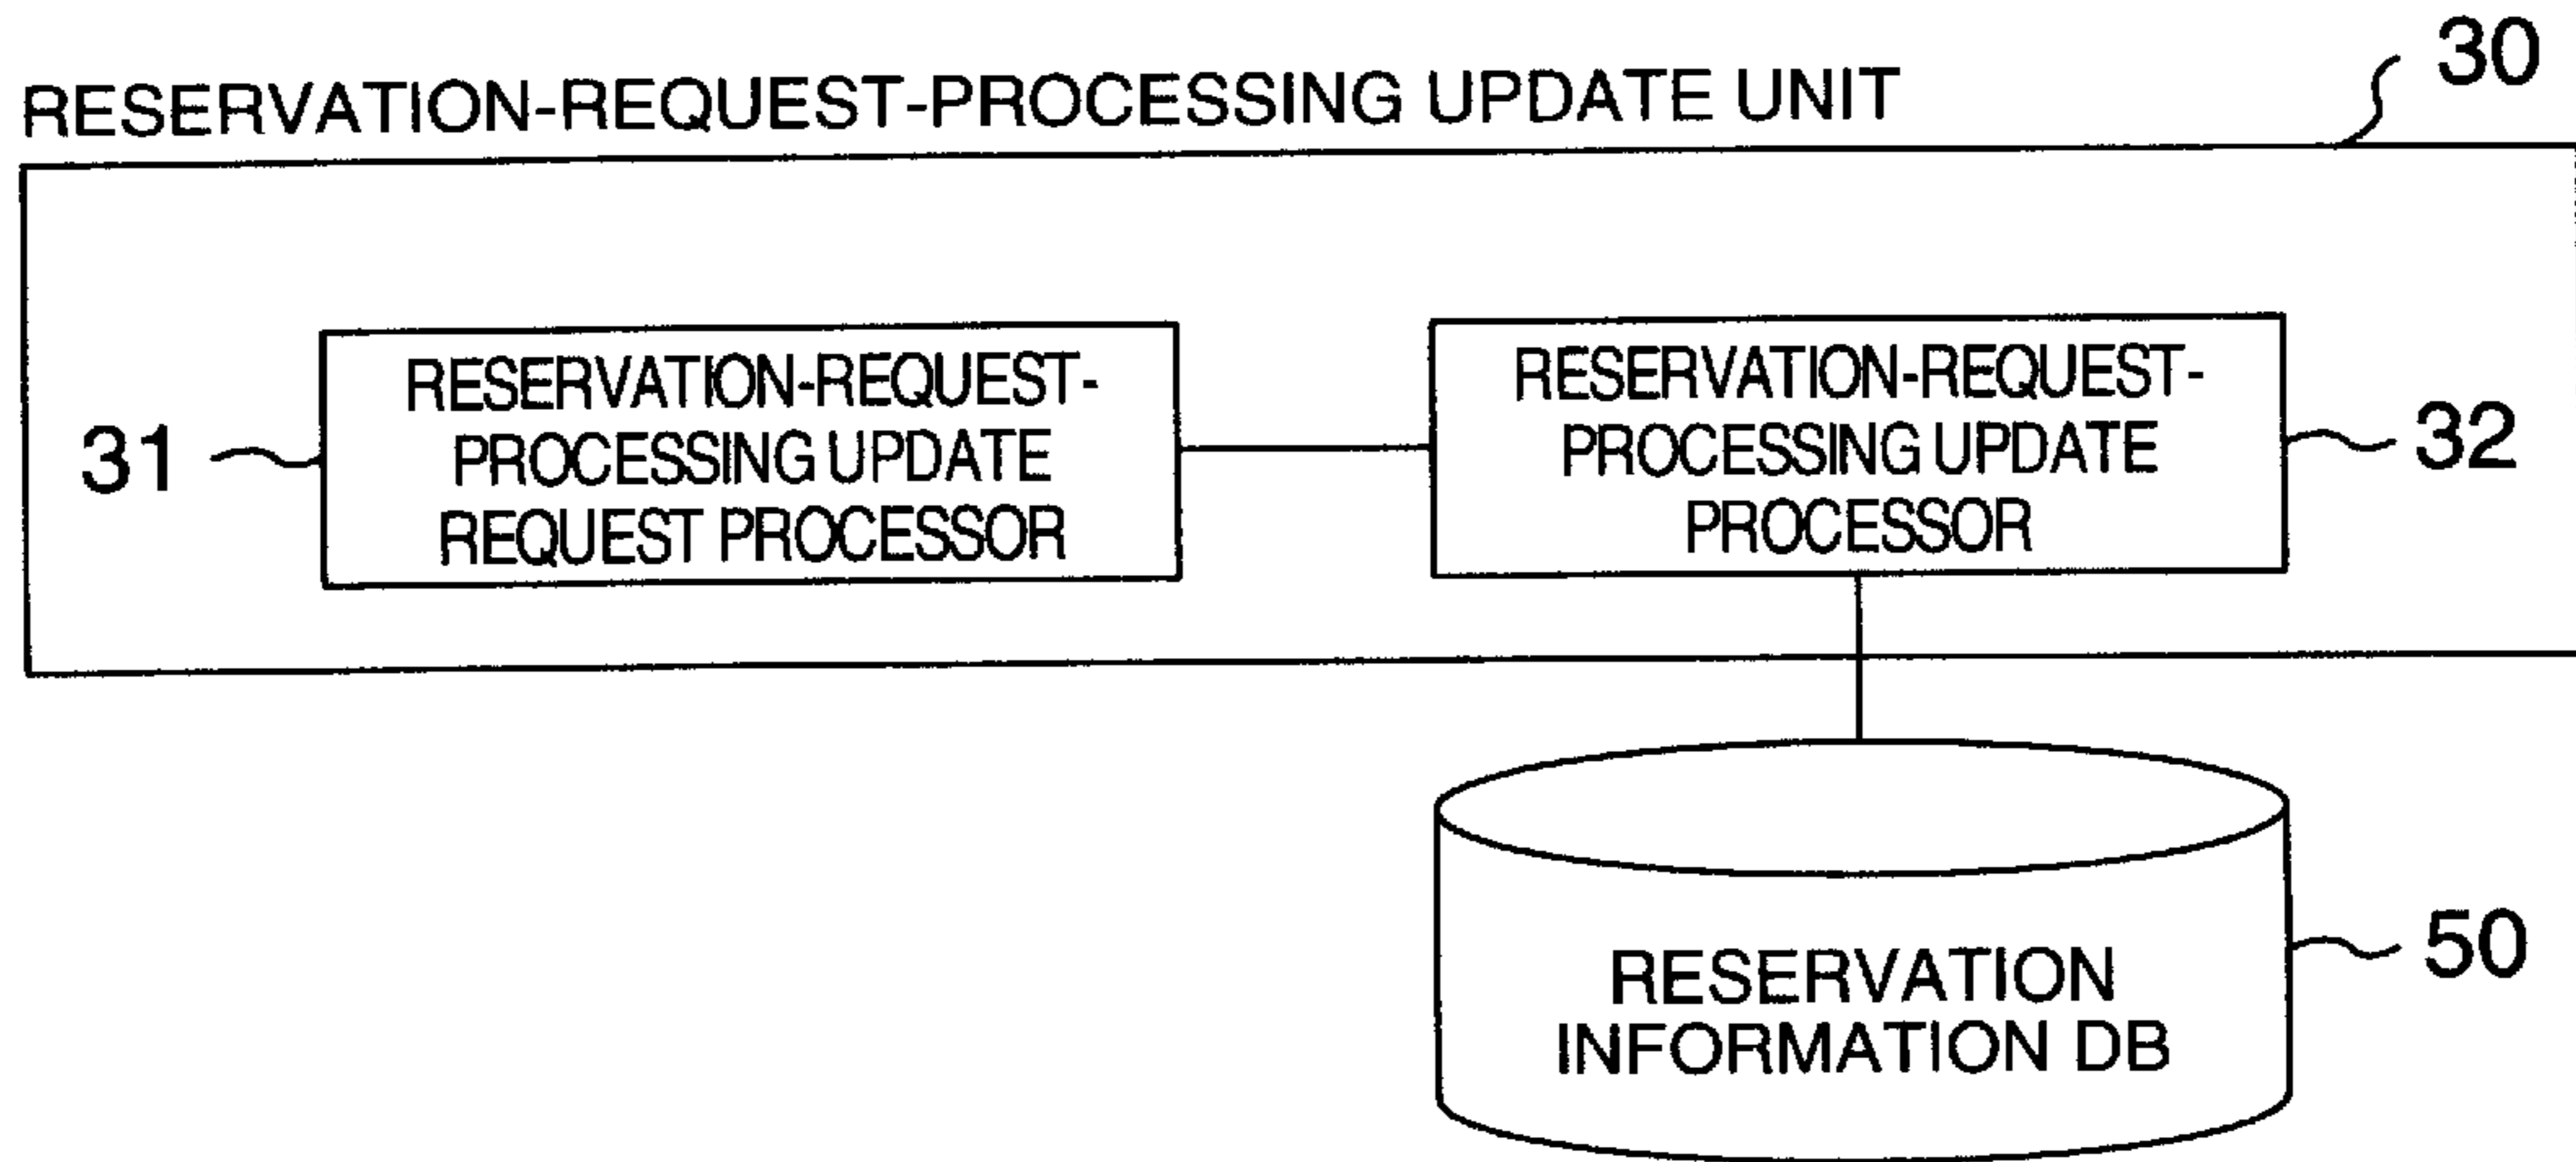 30
RESERVATION-REQUEST-PROCESSING UPDATE UNIT
RESERVATION-REQUEST-
PROCESSING UPDATE
REQUEST PROCESSOR
31
RESERVATION-REQUEST-
PROCESSING UPDATE
PROCESSOR
32
RESERVATION
INFORMATION DB
50